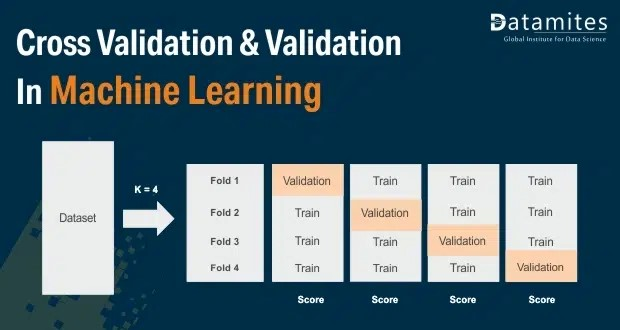 Datamites
Global Institute for Data Science
Cross Validation & Validation
In Machine Learning
Dataset
K = 4
Fold 1 Validation Train Train Train
Fold 2 Train Validation Train Train
Fold 3 Train Train Validation Train
Fold 4 Train Train Train Validation
Score Score Score Score